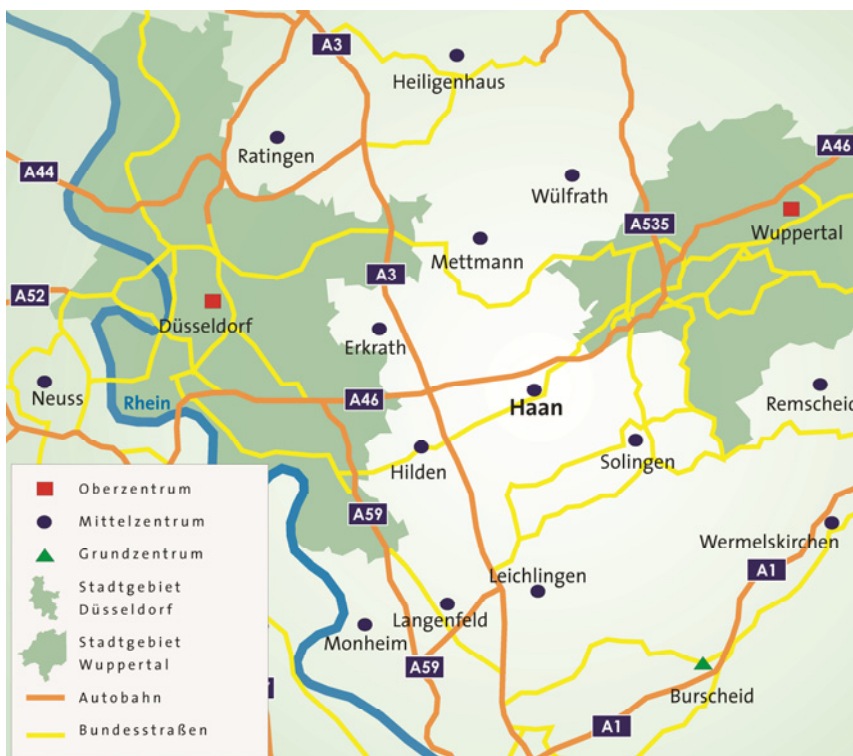 A3
Heiligenhaus
Ratingen
A46
A44
Wülfrath
A535
Wuppertal
Mettmann
A3
A52
Düsseldorf
Erkrath
Neuss
Rhein
A46
Haan
Remscheid
Hilden
Solingen
A59
Wermelskirchen
A1
Leichlingen
Langenfeld
Monheim
A59
Burscheid
A1
Oberzentrum
Mittelzentrum
Grundzentrum
Stadtgebiet
Düsseldorf
Stadtgebiet
Wuppertal
Autobahn
Bundesstraßen